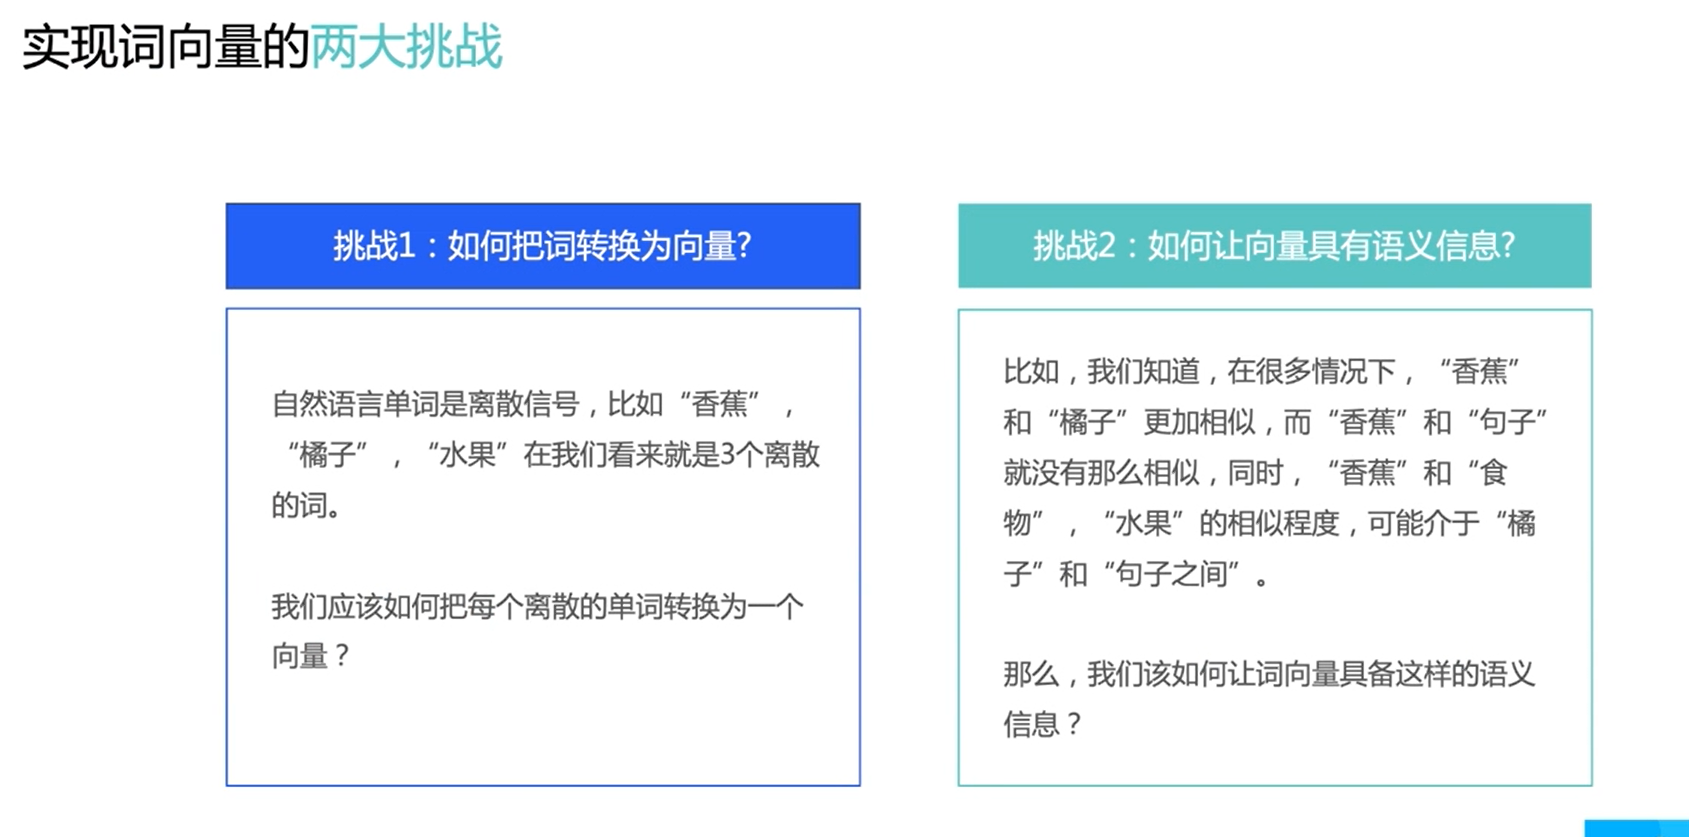 实现词向量的两大挑战
挑战1：如何把词转换为向量?
自然语言单词是离散信号，比如“香蕉”，
“橘子”，“水果”在我们看来就是3个离散
的词。
我们应该如何把每个离散的单词转换为一个
向量？
挑战2：如何让向量具有语义信息?
比如，我们知道，在很多情况下，“香蕉”
和“橘子”更加相似，而“香蕉”和“句子”
就没有那么相似，同时，“香蕉”和“食
物”，“水果”的相似程度，可能介于“橘
子”和“句子之间”。
那么，我们该如何让词向量具备这样的语义
信息？